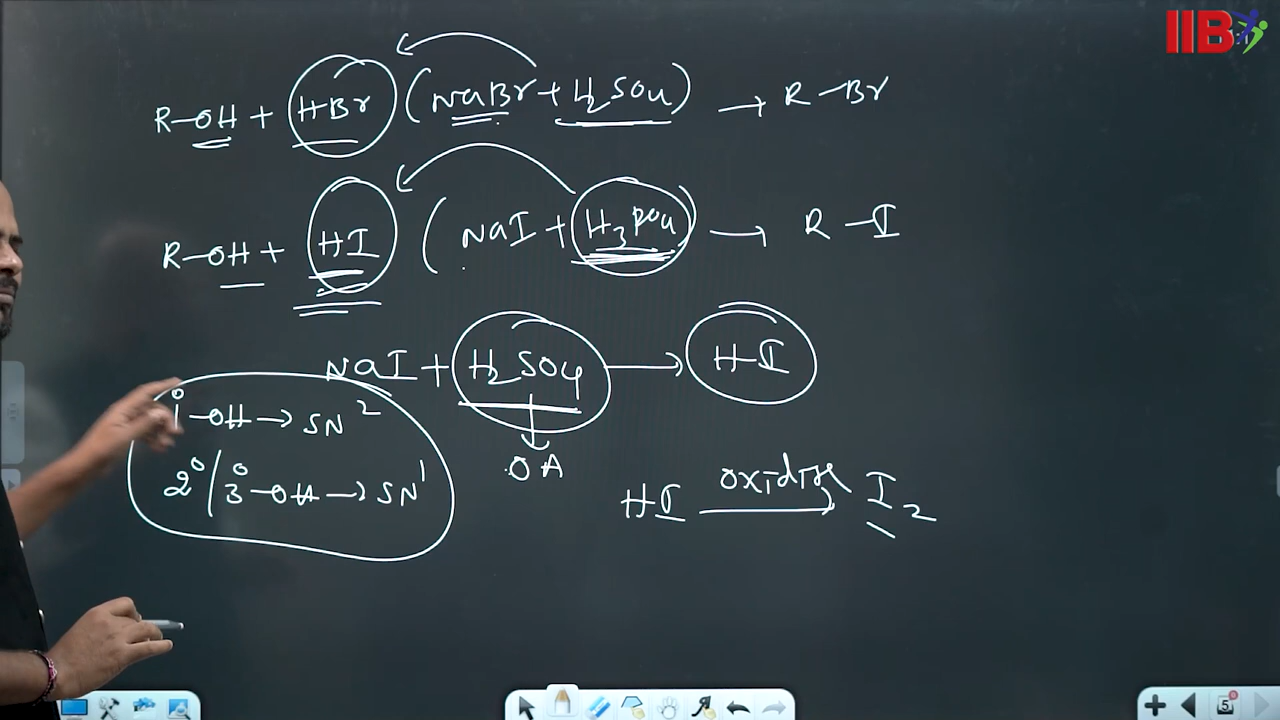 IIB
R-OH + HBr (NaBr + H2SO4) → R-Br
R-OH + HI (NaI + H3PO4) → R-I
NaI + H2SO4 → H-I
OA
1°-OH → SN2
2°/3°-OH → SN1
HI oxidise → I2
5